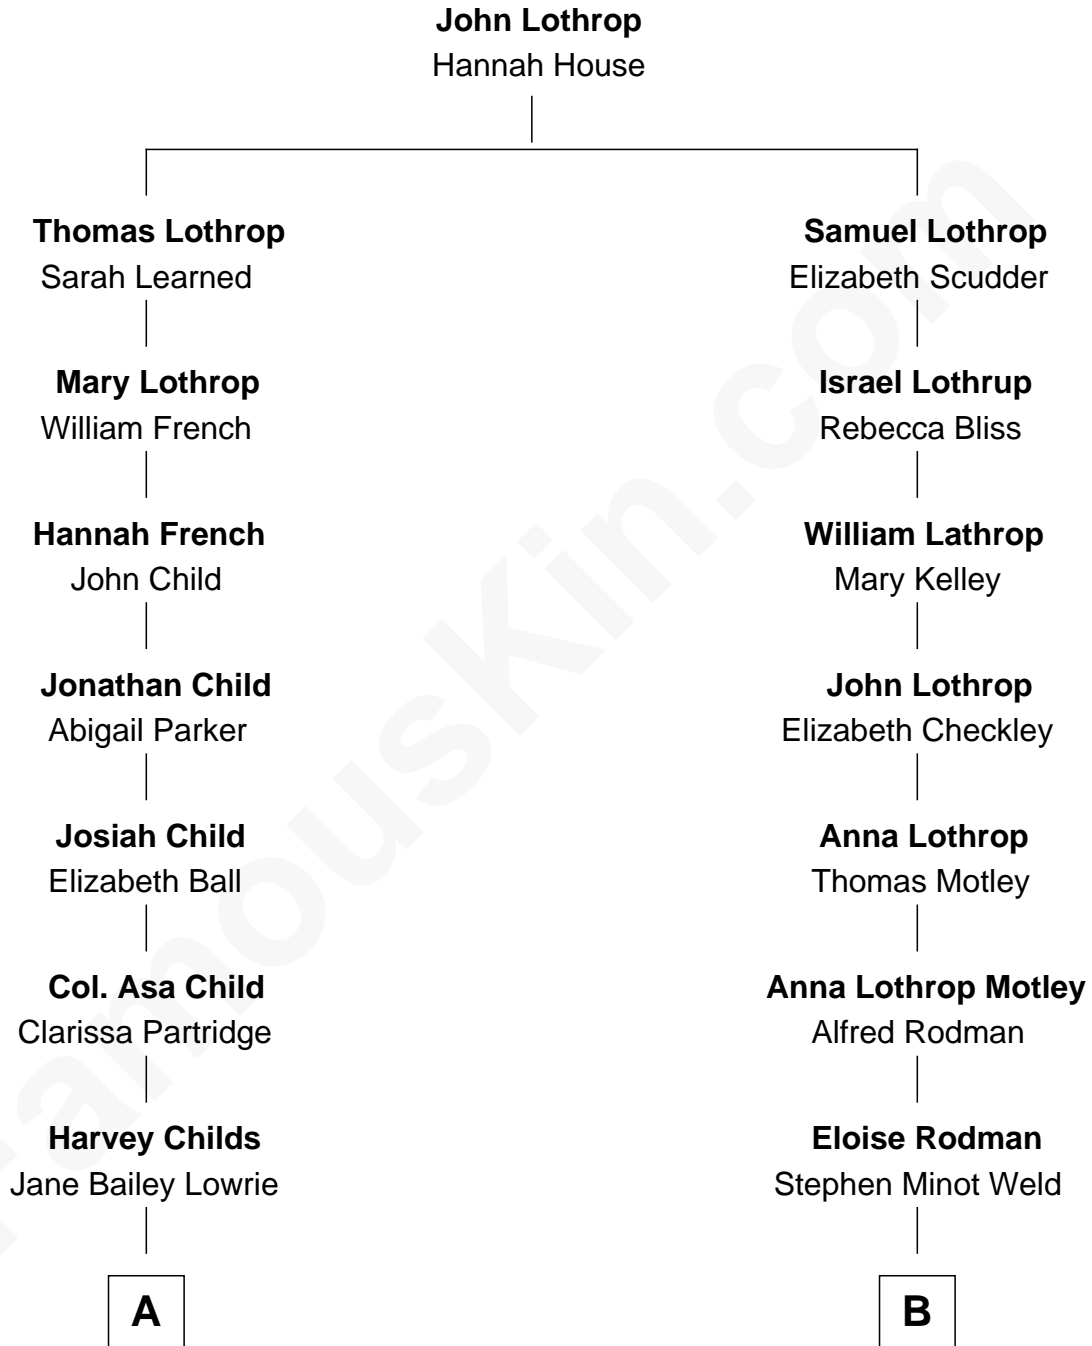 John Lothrop
Hannah House
Thomas Lothrop
Sarah Learned
Samuel Lothrop
Elizabeth Scudder
Mary Lothrop
William French
Israel Lothrup
Rebecca Bliss
Hannah French
John Child
William Lathrop
Mary Kelley
Jonathan Child
Abigail Parker
John Lothrop
Elizabeth Checkley
Josiah Child
Elizabeth Ball
Anna Lothrop
Thomas Motley
Col. Asa Child
Clarissa Partridge
Anna Lothrop Motley
Alfred Rodman
Harvey Childs
Jane Bailey Lowrie
Eloise Rodman
Stephen Minot Weld
A
B
FamousKin.com